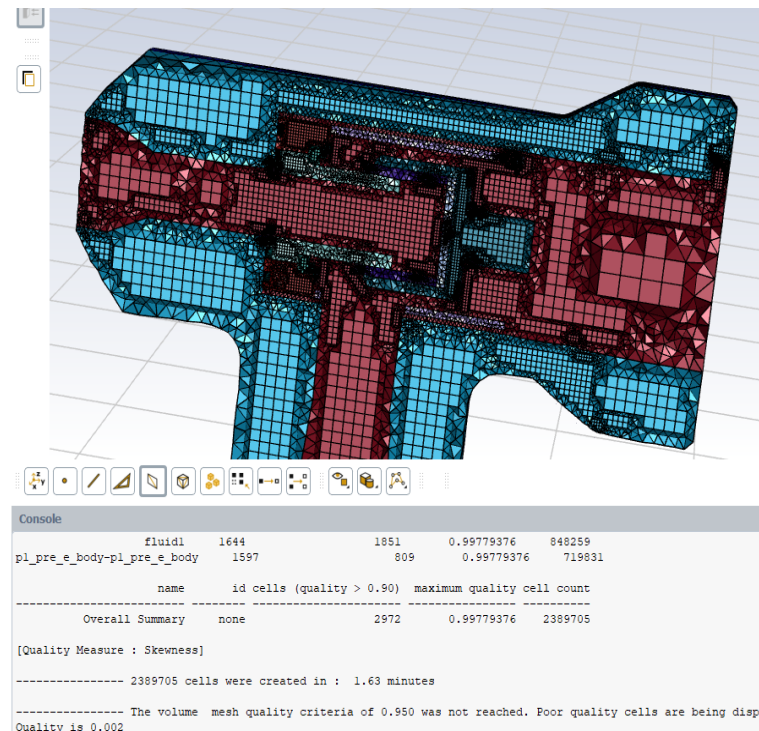 Console
fluid1 1644 1851 0.99779376 848259
p1_pre_e_body-p1_pre_e_body 1597 809 0.99779376 719831
name id cells (quality > 0.90) maximum quality cell count
---------------------- -------- ---------------------- --------------- ----------
Overall Summary none 2972 0.99779376 2389705
[Quality Measure : Skewness]
---------------- 2389705 cells were created in : 1.63 minutes
---------------- The volume mesh quality criteria of 0.950 was not reached. Poor quality cells are being disp
Quality is 0.002